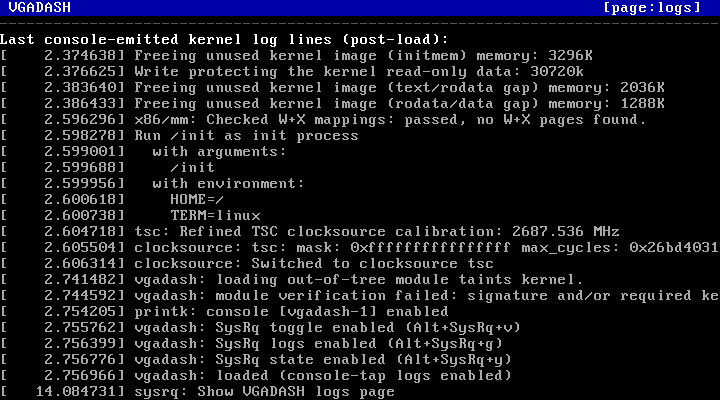 VGADASH [page:logs]
Last console-emitted kernel log lines (post-load):
[    2.374638] Freeing unused kernel image (initmem) memory: 3296K
[    2.376625] Write protecting the kernel read-only data: 30720k
[    2.383640] Freeing unused kernel image (text/rodata gap) memory: 2036K
[    2.386433] Freeing unused kernel image (rodata/data gap) memory: 1288K
[    2.596296] x86/mm: Checked W+X mappings: passed, no W+X pages found.
[    2.598278] Run /init as init process
[    2.599001]   with arguments:
[    2.599688]     /init
[    2.599956]   with environment:
[    2.600618]     HOME=/
[    2.600738]     TERM=linux
[    2.604718] tsc: Refined TSC clocksource calibration: 2687.536 MHz
[    2.605504] clocksource: tsc: mask: 0xffffffffffffffff max_cycles: 0x26bd4031
[    2.606314] clocksource: Switched to clocksource tsc
[    2.741482] vgadash: loading out-of-tree module taints kernel.
[    2.744592] vgadash: module verification failed: signature and/or required ke
[    2.754205] printk: console [vgadash-1] enabled
[    2.755762] vgadash: SysRq toggle enabled (Alt+SysRq+v)
[    2.756399] vgadash: SysRq logs enabled (Alt+SysRq+g)
[    2.756776] vgadash: SysRq state enabled (Alt+SysRq+y)
[    2.756966] vgadash: loaded (console-tap logs enabled)
[   14.084731] sysrq: Show VGADASH logs page